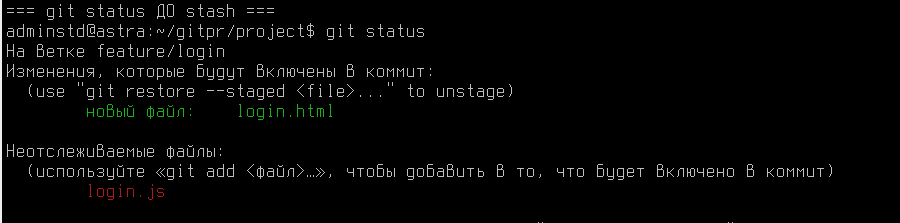 === git status ДО stash ===
adminstd@astra:~/gitpr/project$ git status
На ветке feature/login
Изменения, которые будут включены в коммит:
(use "git restore --staged <file>..." to unstage)
новый файл:    login.html
Неотслеживаемые файлы:
(используйте «git add <файл>…», чтобы добавить в то, что будет включено в коммит)
login.js